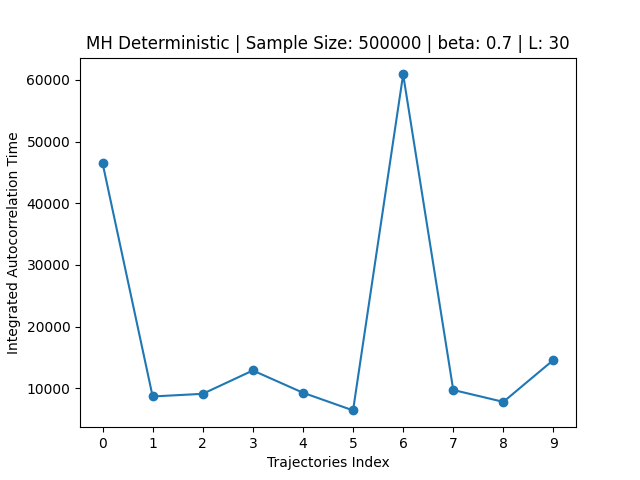 MH Deterministic | Sample Size: 500000 | beta: 0.7 | L: 30
60000
50000
40000
30000
20000
10000
Integrated Autocorrelation Time
0 1 2 3 4 5 6 7 8 9
Trajectories Index